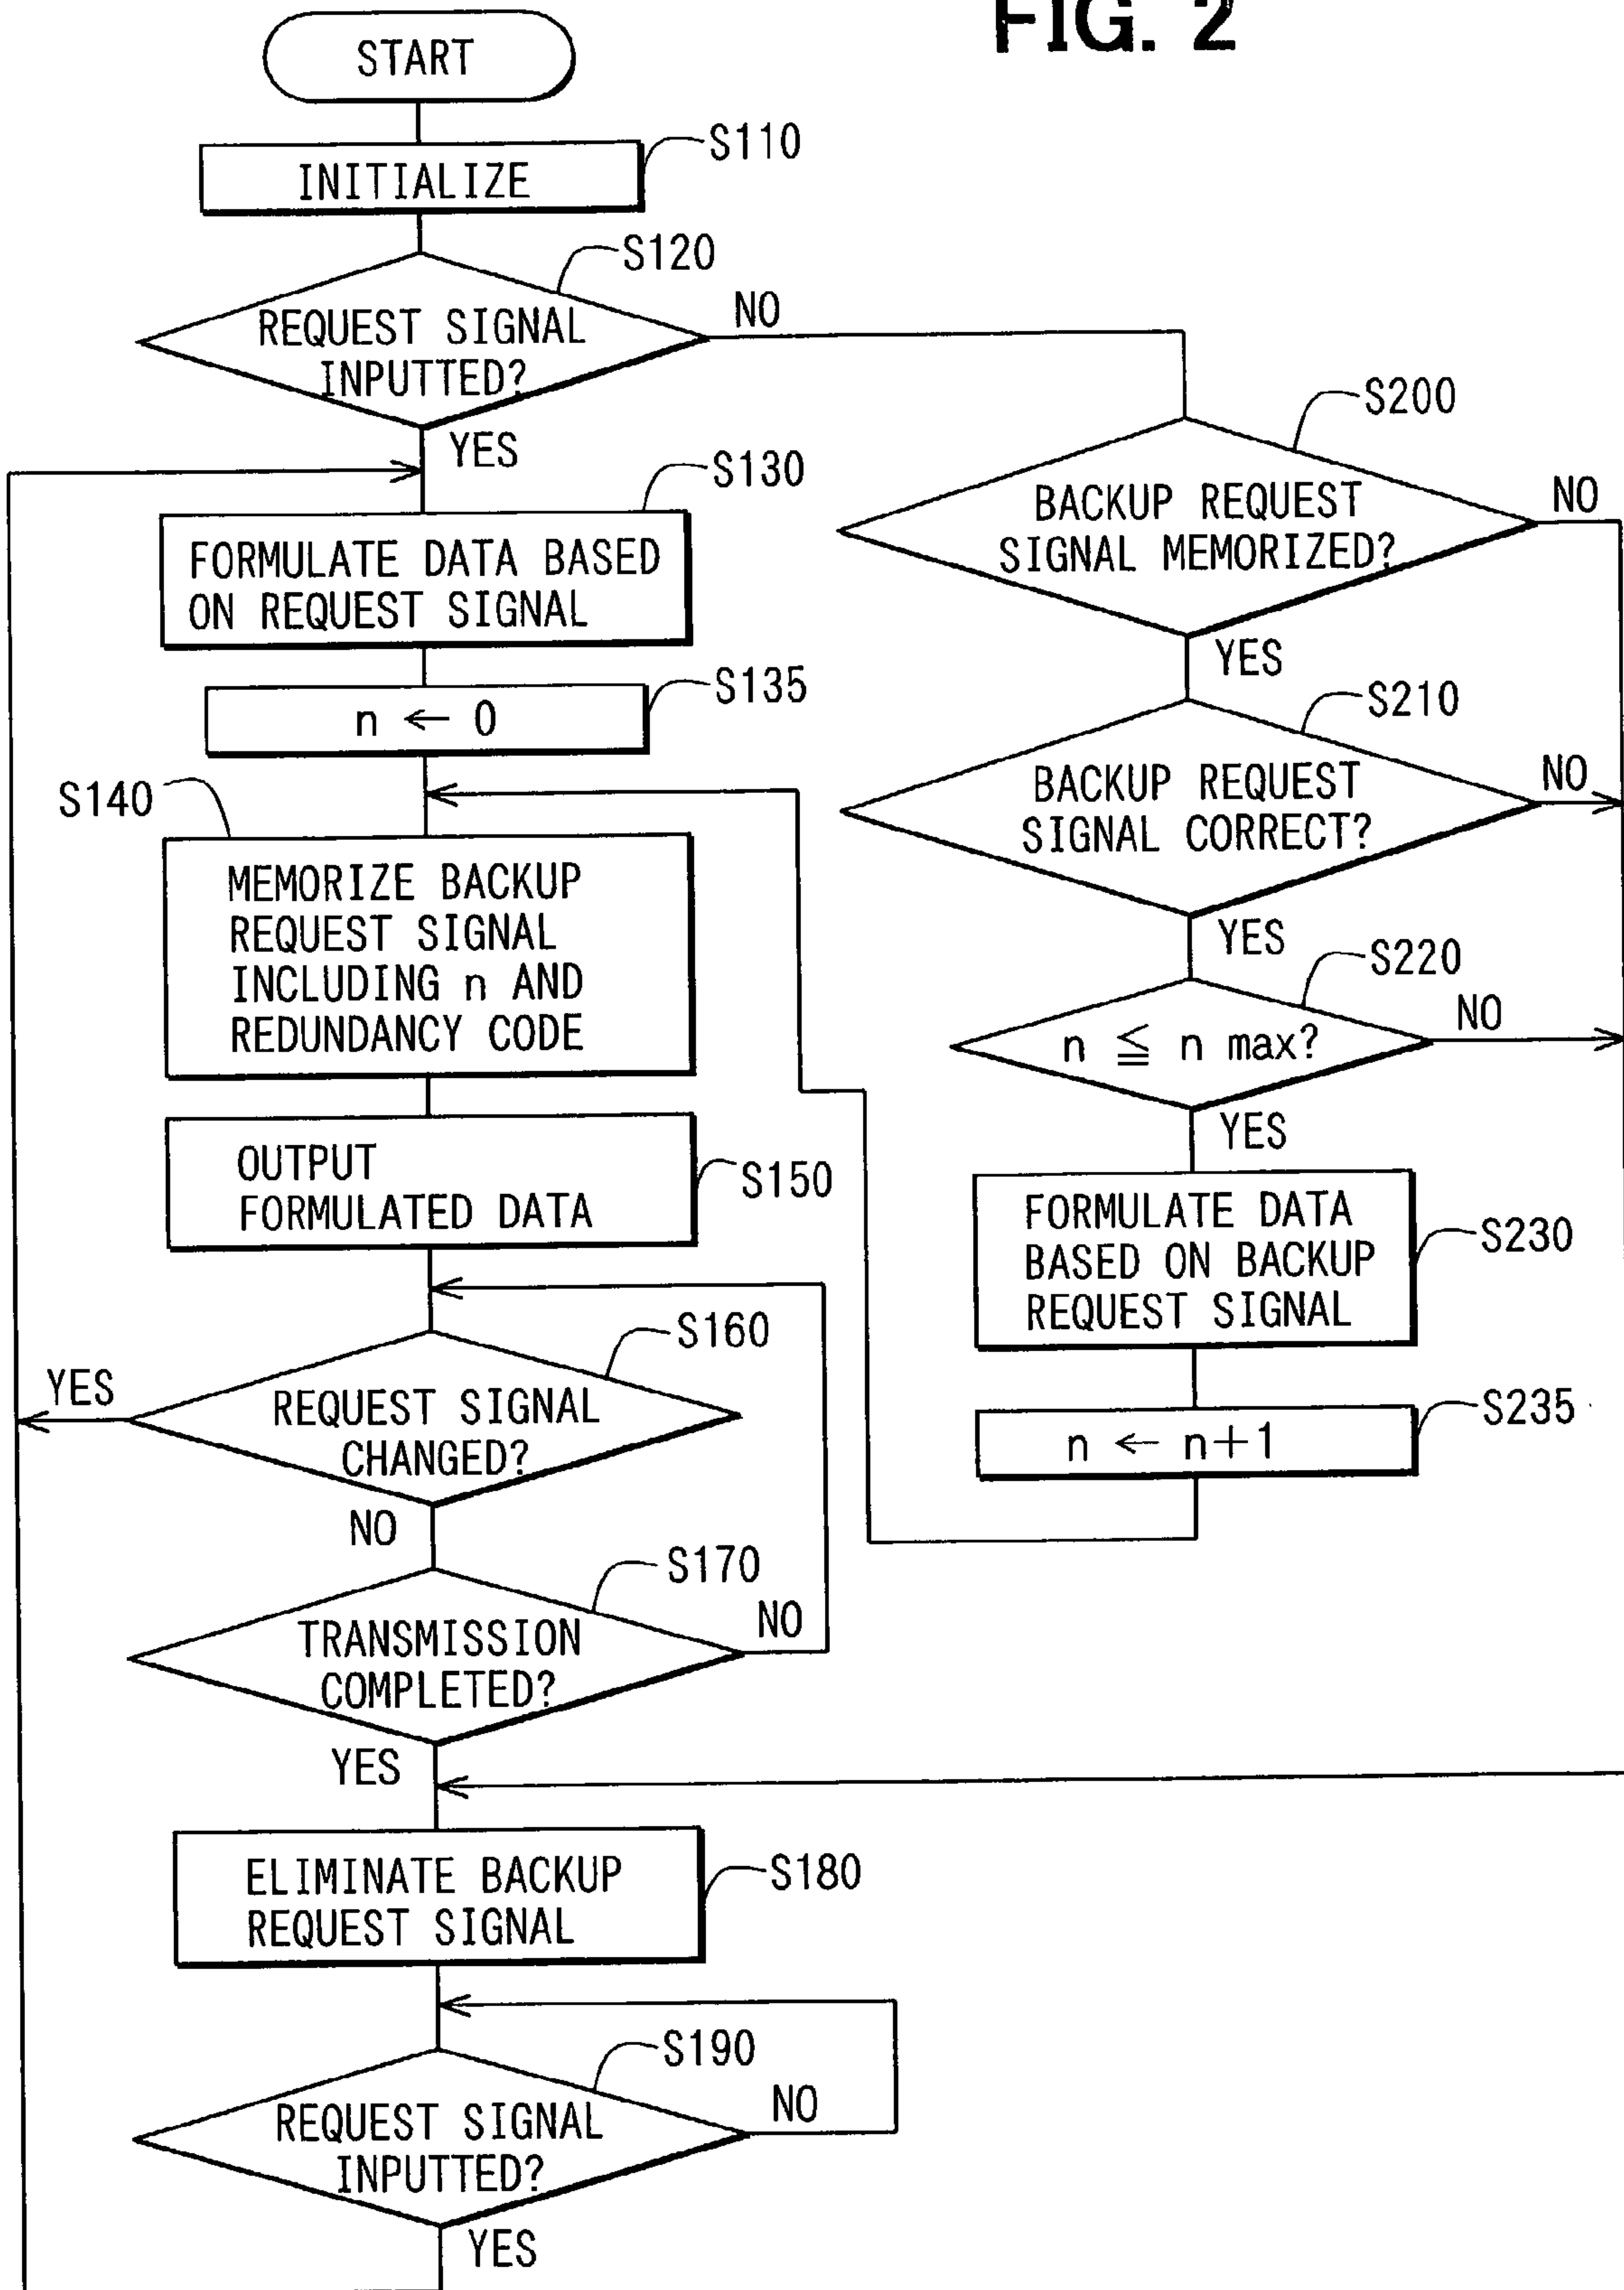 FIG. 2
START
INITIALIZE
S110
S120
REQUEST SIGNAL
INPUTTED?
NO
YES
S130
FORMULATE DATA BASED
ON REQUEST SIGNAL
S135
n ← 0
S140
MEMORIZE BACKUP
REQUEST SIGNAL
INCLUDING n AND
REDUNDANCY CODE
OUTPUT
FORMULATED DATA
S150
S160
REQUEST SIGNAL
CHANGED?
YES
NO
S170
TRANSMISSION
COMPLETED?
NO
YES
ELIMINATE BACKUP
REQUEST SIGNAL
S180
S190
REQUEST SIGNAL
INPUTTED?
NO
YES
S200
BACKUP REQUEST
SIGNAL MEMORIZED?
NO
YES
S210
BACKUP REQUEST
SIGNAL CORRECT?
NO
YES
S220
n ≦ n max?
NO
YES
FORMULATE DATA
BASED ON BACKUP
REQUEST SIGNAL
S230
S235
n ← n+1